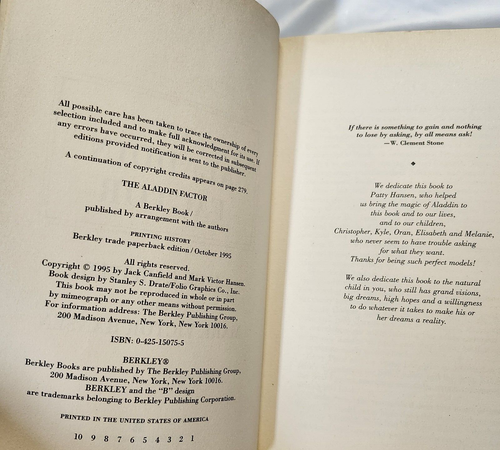 All possible care has been taken to trace the ownership of every
selection included and to make full acknowledgment for its use. If
any errors have occurred, they will be corrected in subsequent
editions provided notification is sent to the publisher.
A continuation of copyright credits appears on page 279.
THE ALADDIN FACTOR
A Berkley Book /
published by arrangement with the authors
PRINTING HISTORY
Berkley trade paperback edition / October 1995
All rights reserved.
Copyright © 1995 by Jack Canfield and Mark Victor Hansen.
Book design by Stanley S. Drate/Folio Graphics Co., Inc.
This book may not be reproduced in whole or in part
by mimeograph or any other means without permission.
For information address: The Berkley Publishing Group,
200 Madison Avenue, New York, New York 10016.
ISBN: 0-425-15075-5
BERKLEY®
Berkley Books are published by The Berkley Publishing Group,
200 Madison Avenue, New York, New York 10016.
BERKLEY and the "B" design
are trademarks belonging to Berkley Publishing Corporation.
PRINTED IN THE UNITED STATES OF AMERICA
10 9 8 7 6 5 4 3 2 1
If there is something to gain and nothing
to lose by asking, by all means ask!
—W. Clement Stone
We dedicate this book to
Patty Hansen, who helped
us bring the magic of Aladdin to
this book and to our lives,
and to our children,
Christopher, Kyle, Oran, Elisabeth and Melanie,
who never seem to have trouble asking
for what they want.
Thanks for being such perfect models!
We also dedicate this book to the natural
child in you, who still has grand visions,
big dreams, high hopes and a willingness
to do whatever it takes to make his or
her dreams a reality.